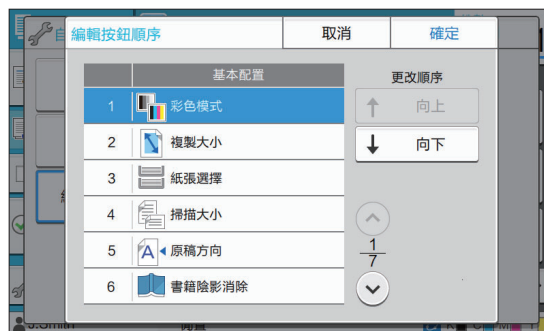 自
編輯按鈕順序
取消
確定
基本配置
更改順序
1
彩色模式
向上
2
複製大小
向下
3
紙張選擇
4
掃描大小
5
原稿方向
1
7
6
書籍陰影消除
J.Smith
K
C
M
Y